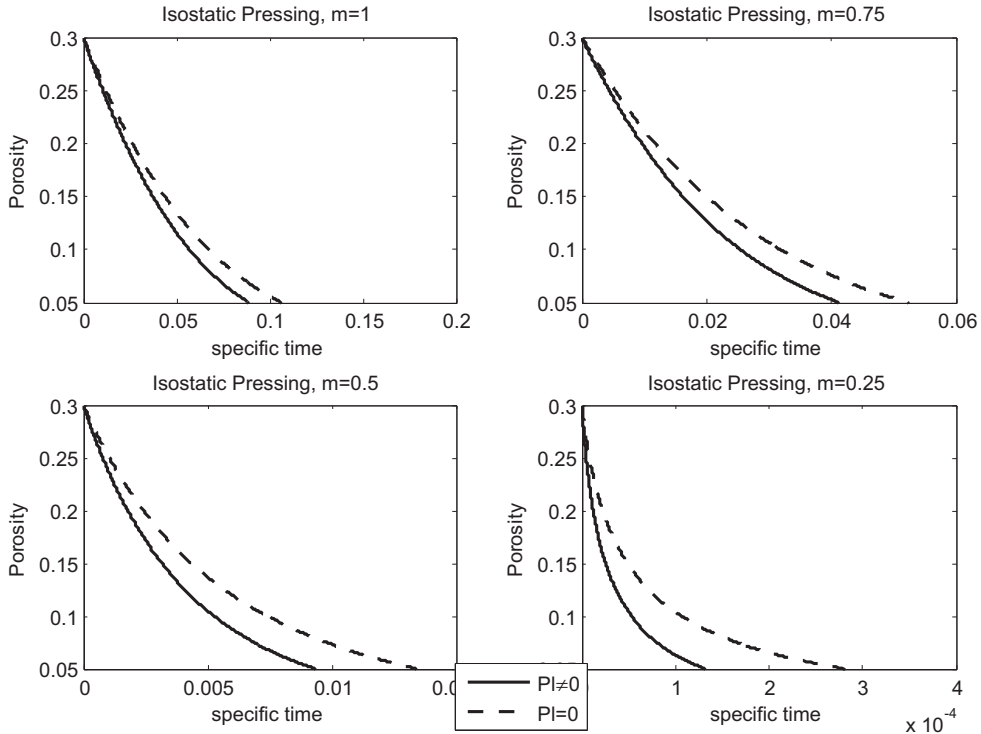 Isostatic Pressing, m=1
0.3
0.25
0.2
0.15
0.1
0.05
Porosity
0 0.05 0.1 0.15 0.2
specific time
Isostatic Pressing, m=0.75
0.3
0.25
0.2
0.15
0.1
0.05
Porosity
0 0.02 0.04 0.06
specific time
Isostatic Pressing, m=0.5
0.3
0.25
0.2
0.15
0.1
0.05
Porosity
0 0.005 0.01
specific time
Isostatic Pressing, m=0.25
0.3
0.25
0.2
0.15
0.1
Porosity
1 2 3 4
x 10⁻⁴
specific time
Pl≠0
Pl=0